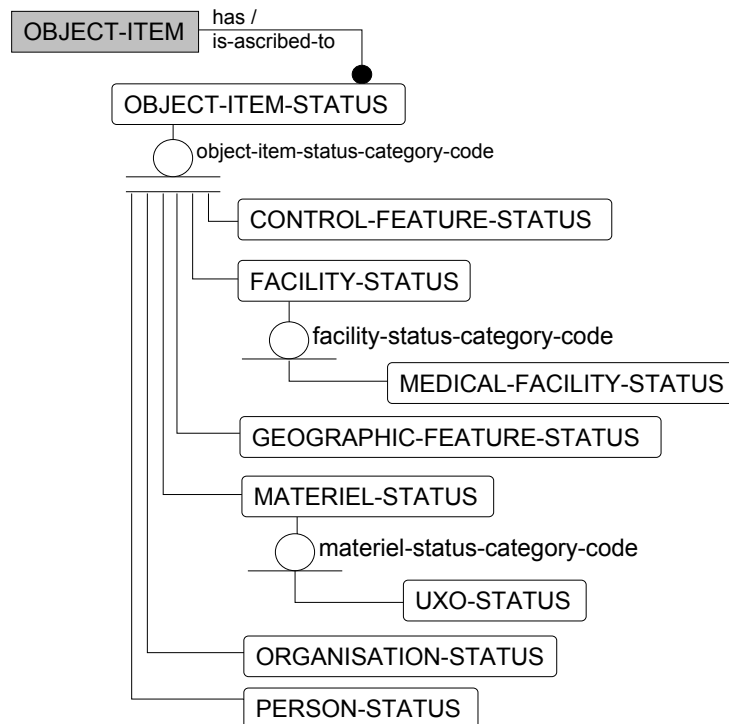 OBJECT-ITEM
has /
is-ascribed-to
OBJECT-ITEM-STATUS
object-item-status-category-code
CONTROL-FEATURE-STATUS
FACILITY-STATUS
facility-status-category-code
MEDICAL-FACILITY-STATUS
GEOGRAPHIC-FEATURE-STATUS
MATERIEL-STATUS
materiel-status-category-code
UXO-STATUS
ORGANISATION-STATUS
PERSON-STATUS